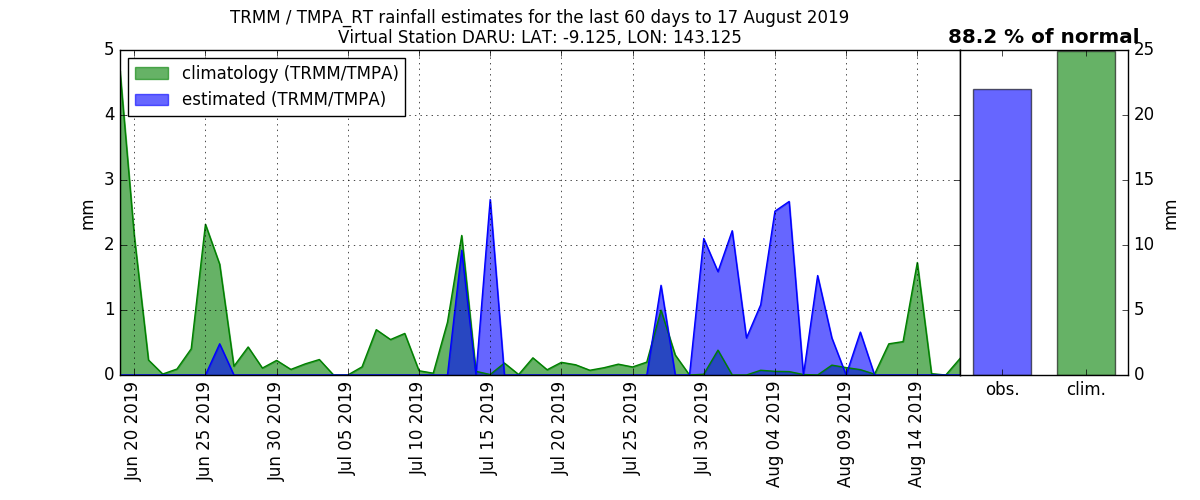 TRMM / TMPA_RT rainfall estimates for the last 60 days to 17 August 2019
Virtual Station DARU: LAT: -9.125, LON: 143.125
88.2 % of normal
climatology (TRMM/TMPA)
estimated (TRMM/TMPA)
5
4
3
2
1
0
mm
Jun 20 2019
Jun 25 2019
Jun 30 2019
Jul 05 2019
Jul 10 2019
Jul 15 2019
Jul 20 2019
Jul 25 2019
Jul 30 2019
Aug 04 2019
Aug 09 2019
Aug 14 2019
obs.
clim.
25
20
15
10
5
0
mm